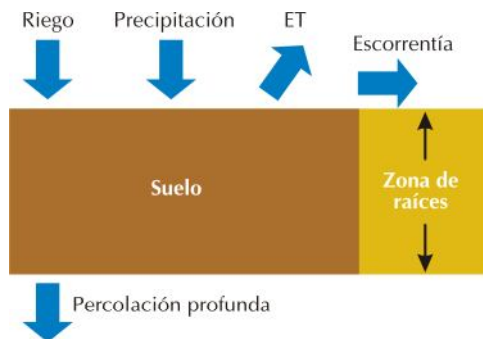 Riego
Precipitación
ET
Escorrentía
Suelo
Zona de
raíces
Percolación profunda